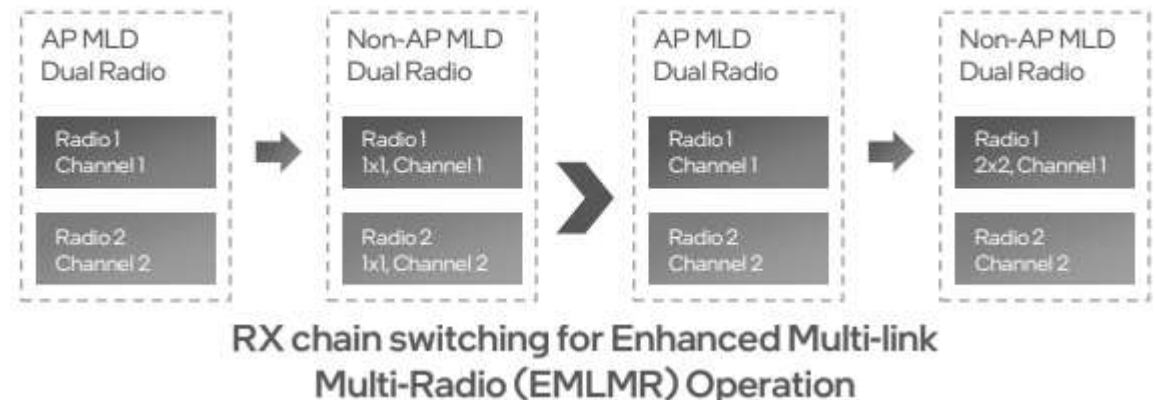 AP MLD
Dual Radio
Radio 1
Channel 1
Radio 2
Channel 2
Non-AP MLD
Dual Radio
Radio 1
1x1, Channel 1
Radio 2
1x1, Channel 2
AP MLD
Dual Radio
Radio 1
Channel 1
Radio 2
Channel 2
Non-AP MLD
Dual Radio
Radio 1
2x2, Channel 1
Radio 2
Channel 2
RX chain switching for Enhanced Multi-link
Multi-Radio (EMLMR) Operation